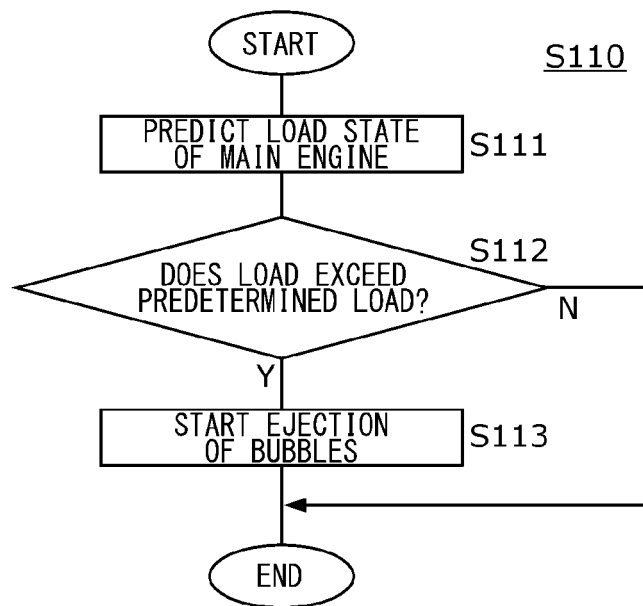 START
S110
PREDICT LOAD STATE
OF MAIN ENGINE
S111
S112
DOES LOAD EXCEED
PREDETERMINED LOAD?
N
Y
START EJECTION
OF BUBBLES
S113
END